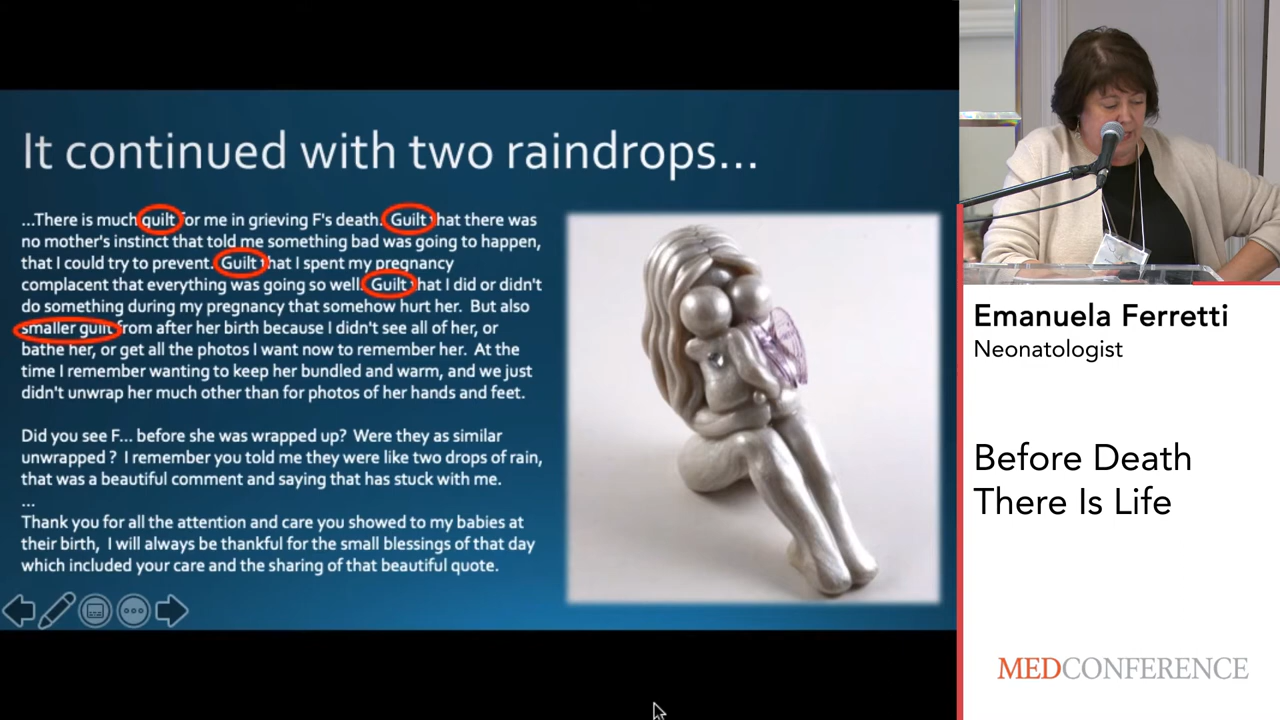 It continued with two raindrops...
...There is much guilt for me in grieving F's death. Guilt that there was
no mother's instinct that told me something bad was going to happen,
that I could try to prevent. Guilt that I spent my pregnancy
complacent that everything was going so well. Guilt that I did or didn't
do something during my pregnancy that somehow hurt her. But also
smaller guilt from after her birth because I didn't see all of her, or
bathe her, or get all the photos I want now to remember her. At the
time I remember wanting to keep her bundled and warm, and we just
didn't unwrap her much other than for photos of her hands and feet.
Did you see F... before she was wrapped up? Were they as similar
unwrapped ? I remember you told me they were like two drops of rain,
that was a beautiful comment and saying that has stuck with me.
...
Thank you for all the attention and care you showed to my babies at
their birth, I will always be thankful for the small blessings of that day
which included your care and the sharing of that beautiful quote.
Emanuela Ferretti
Neonatologist
Before Death
There Is Life
MEDCONFERENCE